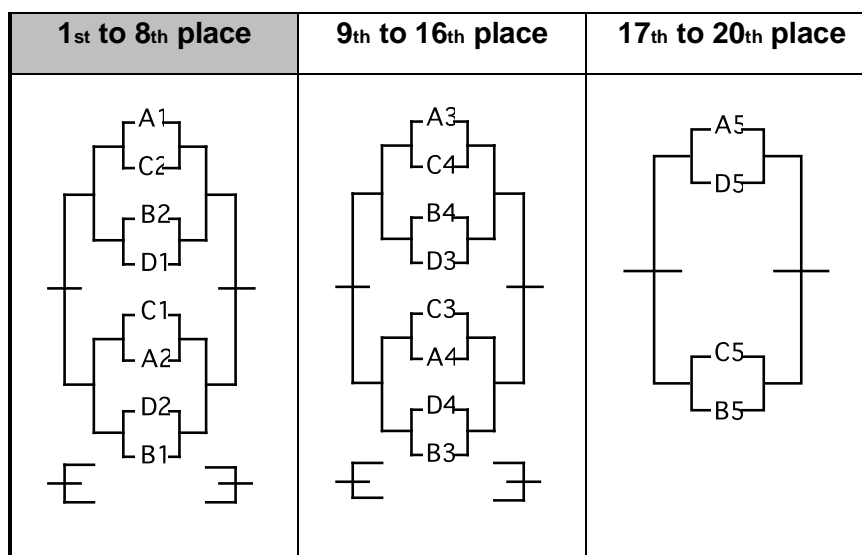 1st to 8th place
9th to 16th place
17th to 20th place
A1
C2
B2
D1
C1
A2
D2
B1
A3
C4
B4
D3
C3
A4
D4
B3
A5
D5
C5
B5